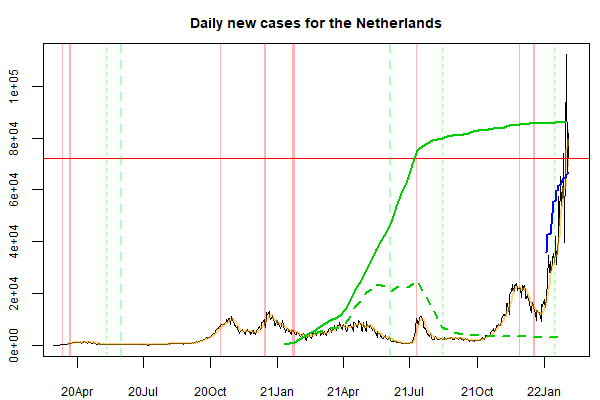 Daily new cases for the Netherlands
1e+05
8e+04
6e+04
4e+04
2e+04
0e+00
20Apr 20Jul 20Oct 21Jan 21Apr 21Jul 21Oct 22Jan